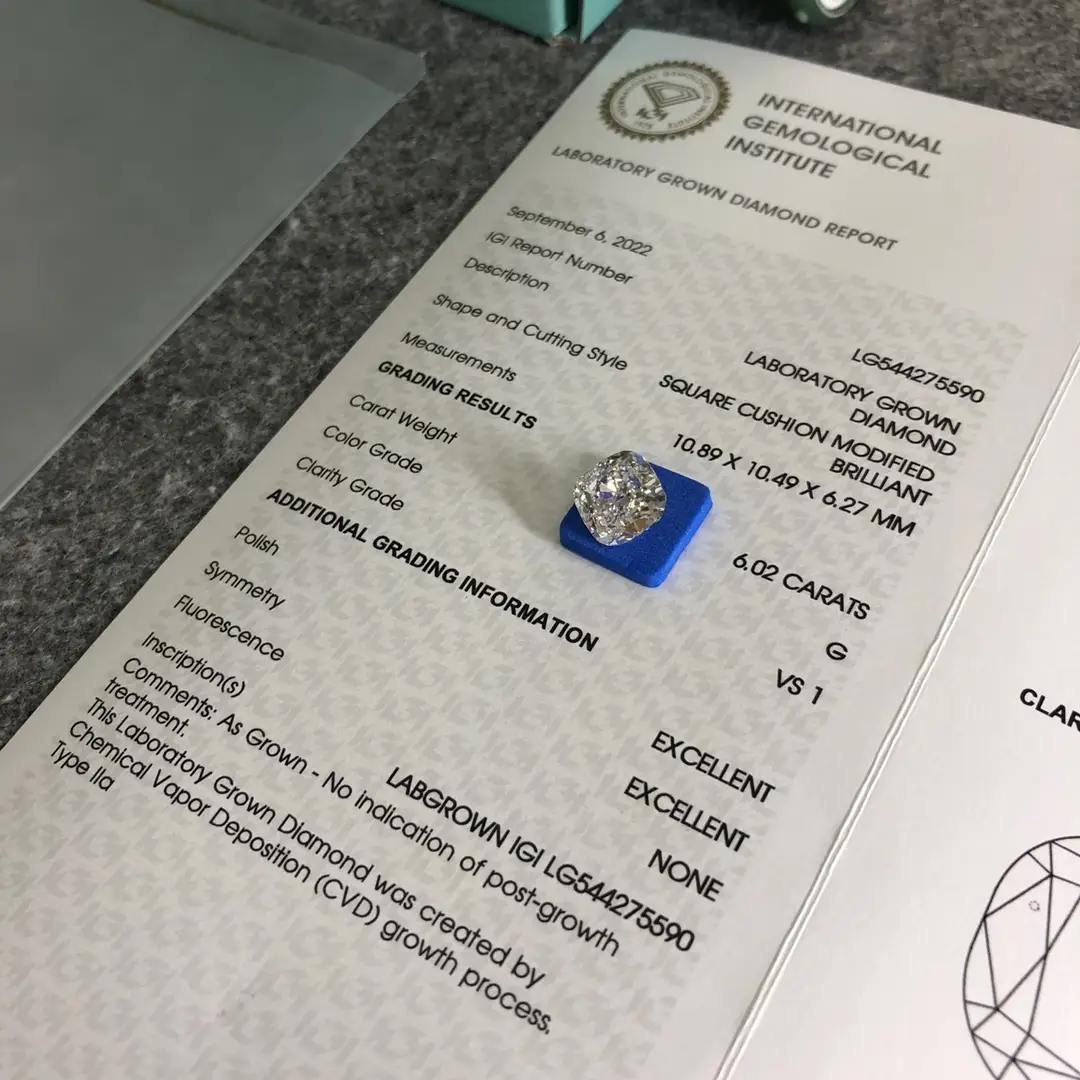 INTERNATIONAL
GEMOLOGICAL
INSTITUTE
LABORATORY GROWN DIAMOND REPORT
September 6, 2022
IGI Report Number LG544275590
Description LABORATORY GROWN
DIAMOND
Shape and Cutting Style SQUARE CUSHION MODIFIED
BRILLIANT
Measurements 10.89 X 10.49 X 6.27 MM
GRADING RESULTS
Carat Weight 6.02 CARATS
Color Grade G
Clarity Grade VS 1
ADDITIONAL GRADING INFORMATION
Polish EXCELLENT
Symmetry EXCELLENT
Fluorescence NONE
Inscription(s) LABGROWN IGI LG544275590
Comments: As Grown - No indication of post-growth
treatment.
This Laboratory Grown Diamond was created by
Chemical Vapor Deposition (CVD) growth process.
Type IIa